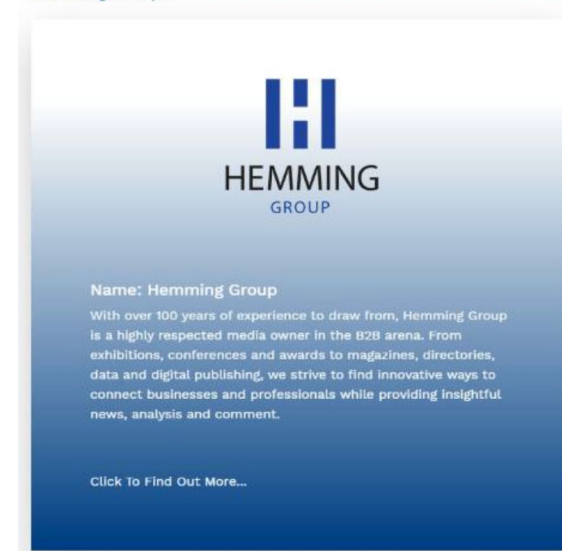 HEMMING
GROUP
Name: Hemming Group
With over 100 years of experience to draw from, Hemming Group
is a highly respected media owner in the B2B arena. From
exhibitions, conferences and awards to magazines, directories,
data and digital publishing, we strive to find innovative ways to
connect businesses and professionals while providing insightful
news, analysis and comment.
Click To Find Out More...